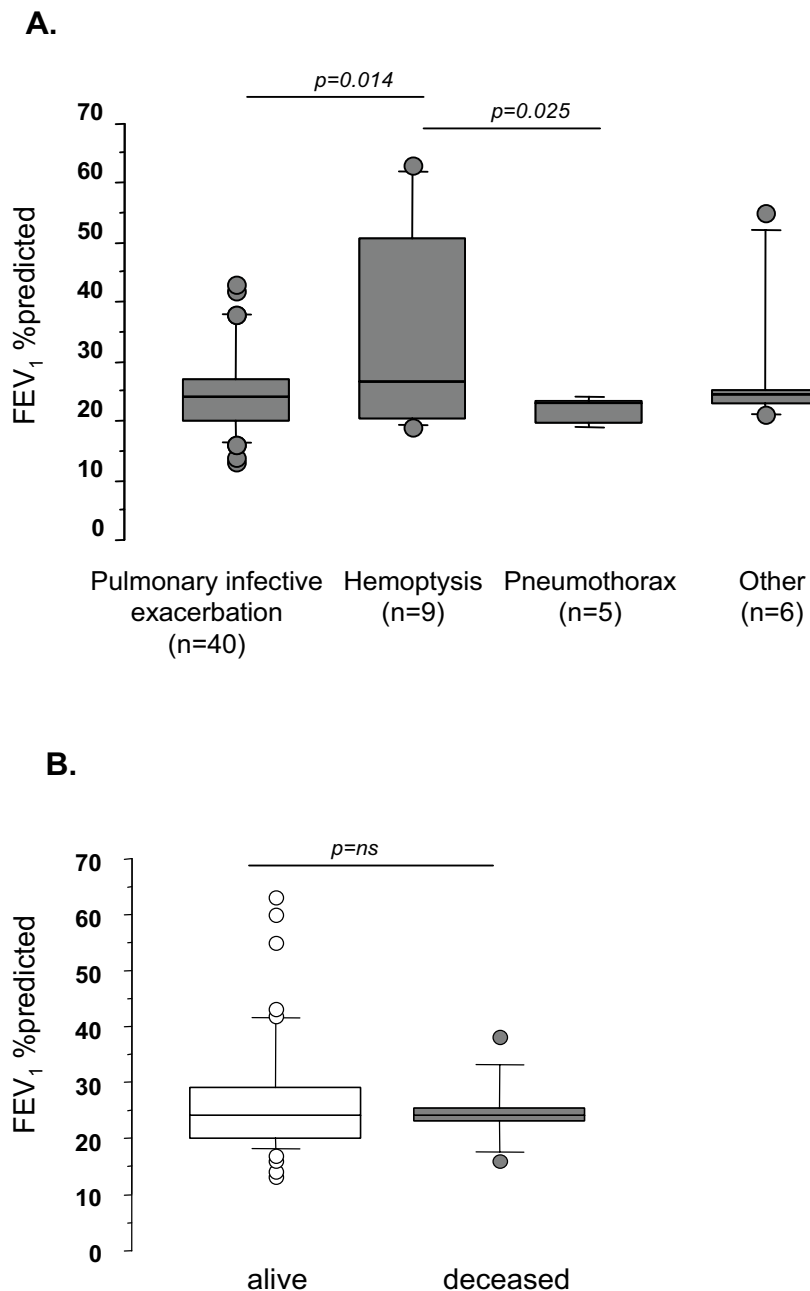 A.
p=0.014
p=0.025
70
60
50
40
30
20
10
0
FEV1 %predicted
Pulmonary infective Hemoptysis Pneumothorax Other
exacerbation (n=9) (n=5) (n=6)
(n=40)
B.
p=ns
70
60
50
40
30
20
10
0
FEV1 %predicted
alive deceased